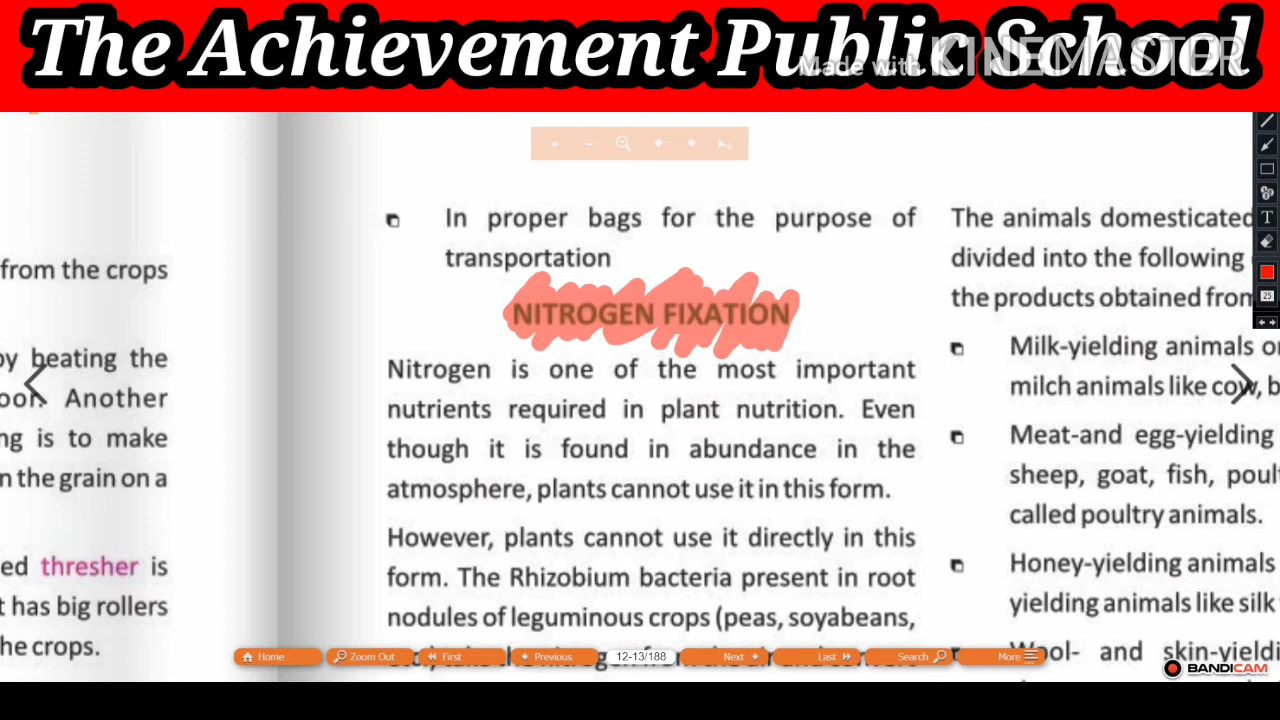 The Achievement Public School
Made with KINEMASTER
In proper bags for the purpose of
transportation
NITROGEN FIXATION
Nitrogen is one of the most important
nutrients required in plant nutrition. Even
though it is found in abundance in the
atmosphere, plants cannot use it in this form.
However, plants cannot use it directly in this
form. The Rhizobium bacteria present in root
nodules of leguminous crops (peas, soyabeans,
from the crops
by beating the
Another
is to make
the grain on a
thresher is
has big rollers
crops.
The animals domesticated
divided into the following
the products obtained from
Milk-yielding animals or
milch animals like cow, b
Meat-and egg-yielding
sheep, goat, fish, poul
called poultry animals.
Honey-yielding animals
yielding animals like silk
Wool- and skin-yieldi
T
25
Home Zoom Out First Previous 12-13/188 Next Last Search More
BANDICAM